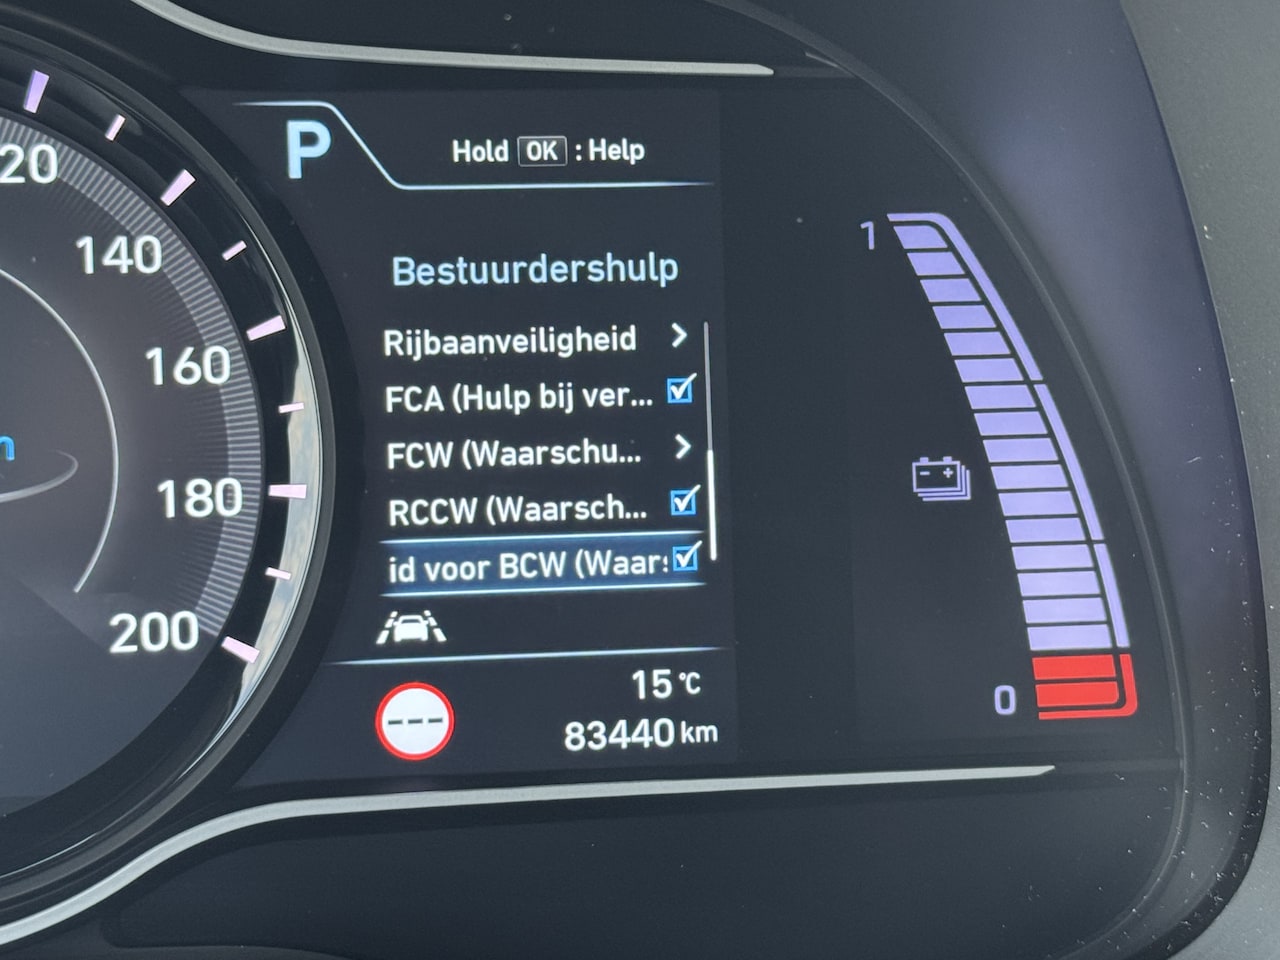 P
Hold OK : Help
Bestuurdershulp
Rijbaanveiligheid
FCA (Hulp bij ver...
FCW (Waarschu...
RCCW (Waarsch...
id voor BCW (Waar
15 °C
83440 km
20
140
160
180
200
1
0